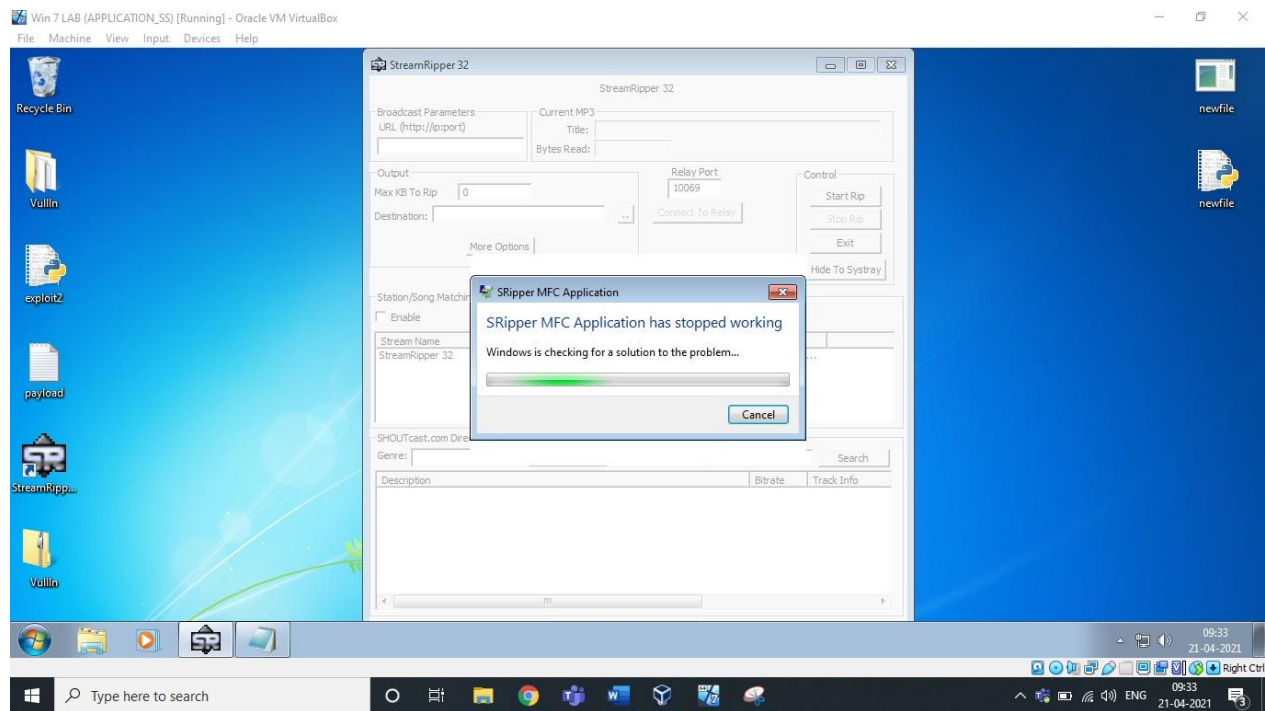 Win 7 LAB (APPLICATION_SS) [Running] - Oracle VM VirtualBox
File Machine View Input Devices Help
Recycle Bin
Vullln
exploit2
payload
StreamRipp...
Vullln
newfile
newfile
StreamRipper 32
StreamRipper 32
Broadcast Parameters
URL (http://ip:port)
Current MP3
Title:
Bytes Read:
Output
Max KB To Rip 0
Destination:
..
More Options
Relay Port
10069
Connect To Relay
Control
Start Rip
Stop Rip
Exit
Hide To Systray
Station/Song Matchin
Enable
Stream Name
StreamRipper 32
...
SRipper MFC Application
SRipper MFC Application has stopped working
Windows is checking for a solution to the problem...
Cancel
SHOUTcast.com Dire
Genre:
Search
Description Bitrate Track Info
09:33
21-04-2021
Right Ctrl
Type here to search
ENG
09:33
21-04-2021
3